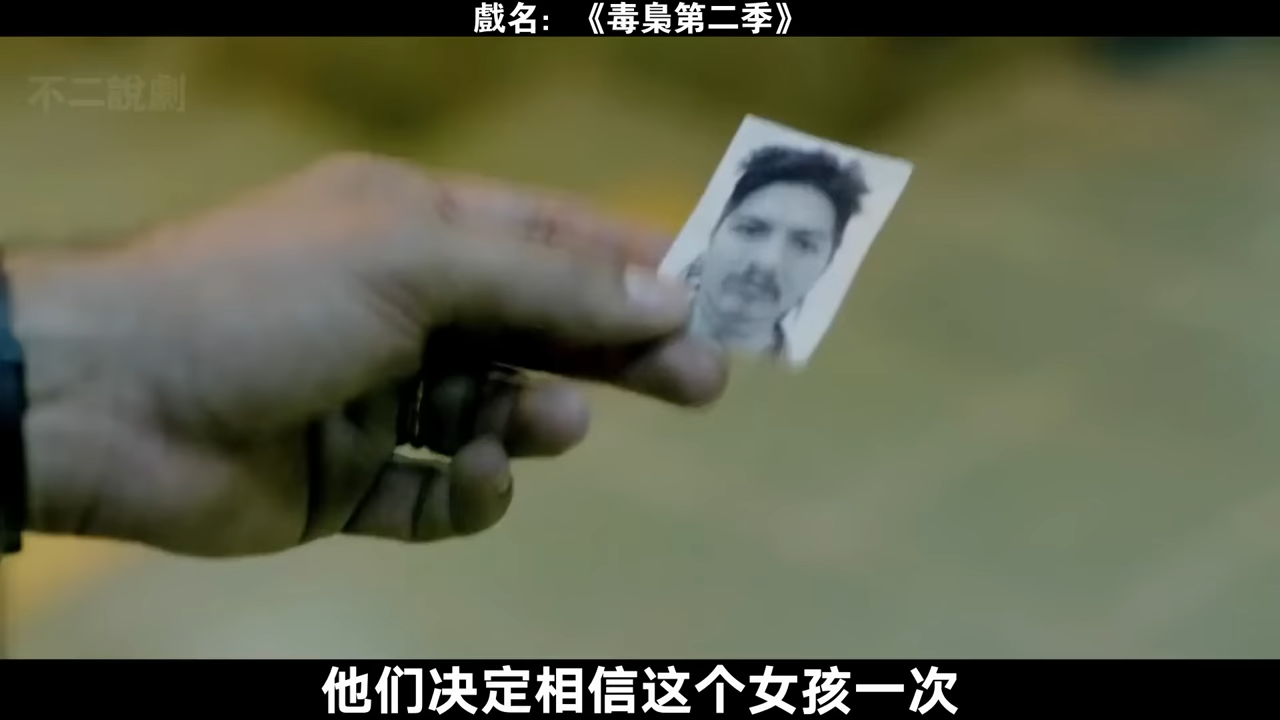 戲名：《毒梟第二季》
不二說劇
他们决定相信这个女孩一次